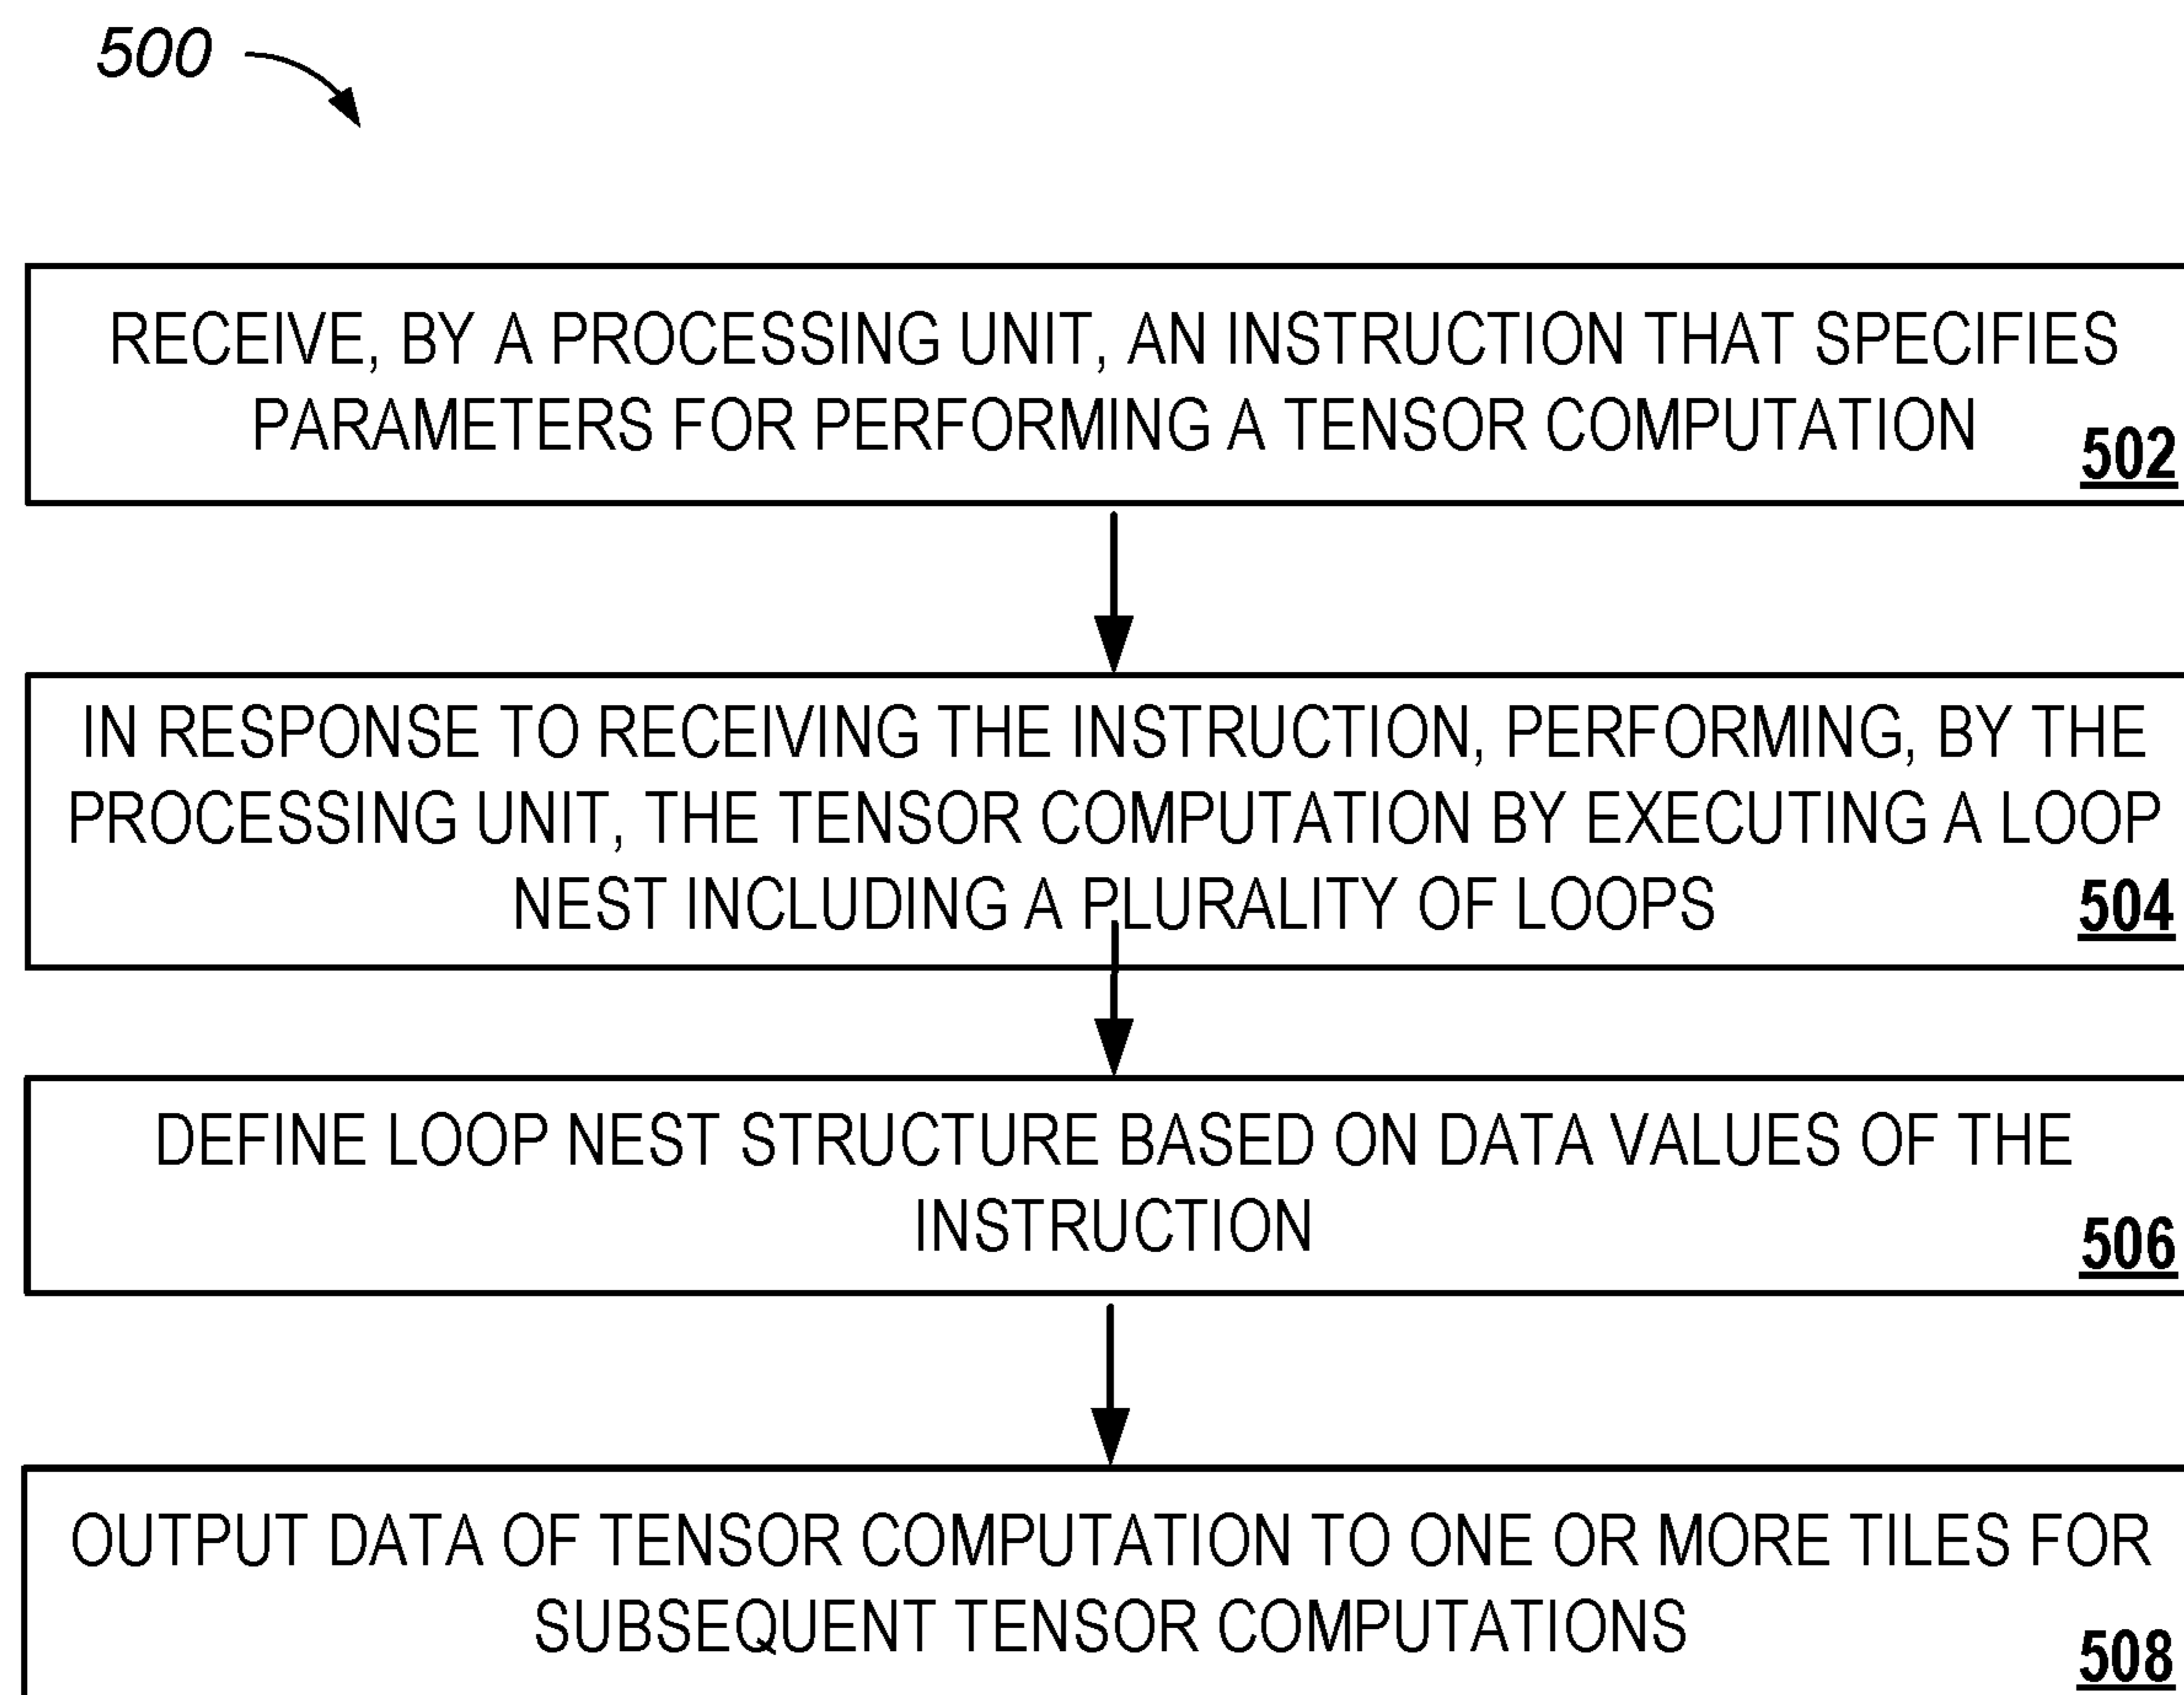 500
RECEIVE, BY A PROCESSING UNIT, AN INSTRUCTION THAT SPECIFIES
PARAMETERS FOR PERFORMING A TENSOR COMPUTATION
502
IN RESPONSE TO RECEIVING THE INSTRUCTION, PERFORMING, BY THE
PROCESSING UNIT, THE TENSOR COMPUTATION BY EXECUTING A LOOP
NEST INCLUDING A PLURALITY OF LOOPS
504
DEFINE LOOP NEST STRUCTURE BASED ON DATA VALUES OF THE
INSTRUCTION
506
OUTPUT DATA OF TENSOR COMPUTATION TO ONE OR MORE TILES FOR
SUBSEQUENT TENSOR COMPUTATIONS
508